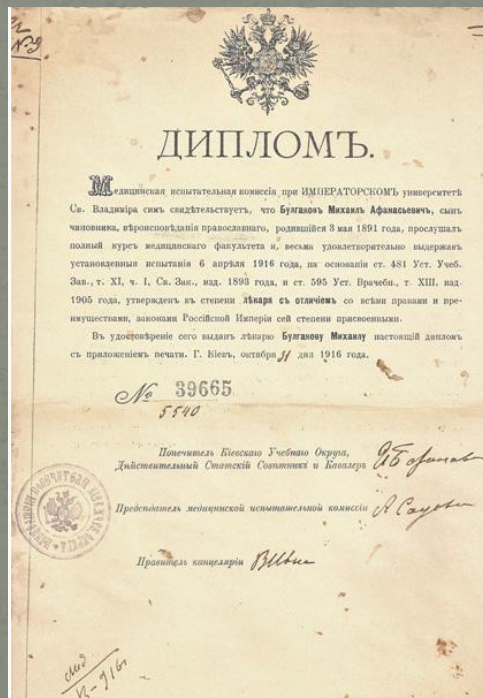 №9
ДИПЛОМЪ.
Медицинская испытательная комиссія при ИМПЕРАТОРСКОМЪ университетѣ
Св. Владиміра симъ свидѣтельствуетъ, что Булгаковъ Михаилъ Афанасьевичъ, сынъ
чиновника, вѣроисповѣданія православнаго, родившійся 3 мая 1891 года, прослушалъ
полный курсъ медицинскаго факультета и, весьма удовлетворительно выдержавъ
установленныя испытанія 6 апрѣля 1916 года, на основаніи ст. 481 Уст. Учеб.
Зав., т. XI, ч. I, Св. Зак., изд. 1893 года, и ст. 595 Уст. Врачебн., т. XIII, изд.
1905 года, утвержденъ въ степени лѣкаря съ отличіемъ со всѣми правами и пре-
имуществами, законами Россійской Имперіи сей степени присвоенными.
Въ удостовѣреніе сего выданъ лѣкарю Булгакову Михаилу настоящій дипломъ
съ приложеніемъ печати. Г. Кіевъ, октября 31 дня 1916 года.
№ 39665
5540
Попечитель Кіевскаго Учебнаго Округа,
Дѣйствительный Статскій Совѣтникъ и Кавалеръ
Предсѣдатель медицинской испытательной комиссіи
Правитель канцеляріи